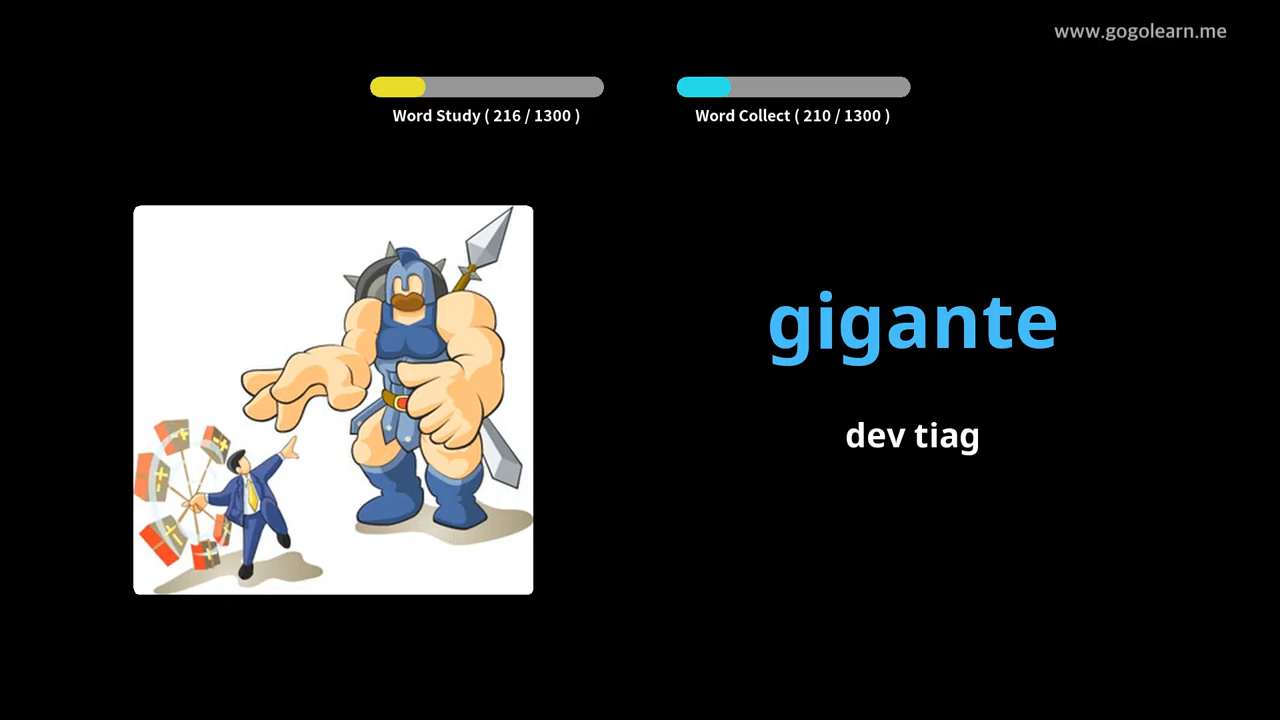 www.gogolearn.me
Word Study ( 216 / 1300 )
Word Collect ( 210 / 1300 )
gigante
dev tiag